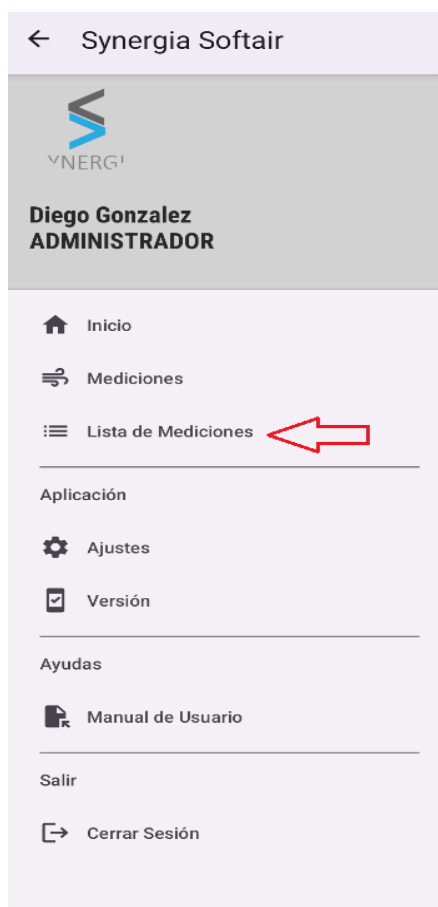 Synergia Softair
YNERGI
Diego Gonzalez
ADMINISTRADOR
Inicio
Mediciones
Lista de Mediciones
Aplicación
Ajustes
Versión
Ayudas
Manual de Usuario
Salir
Cerrar Sesión